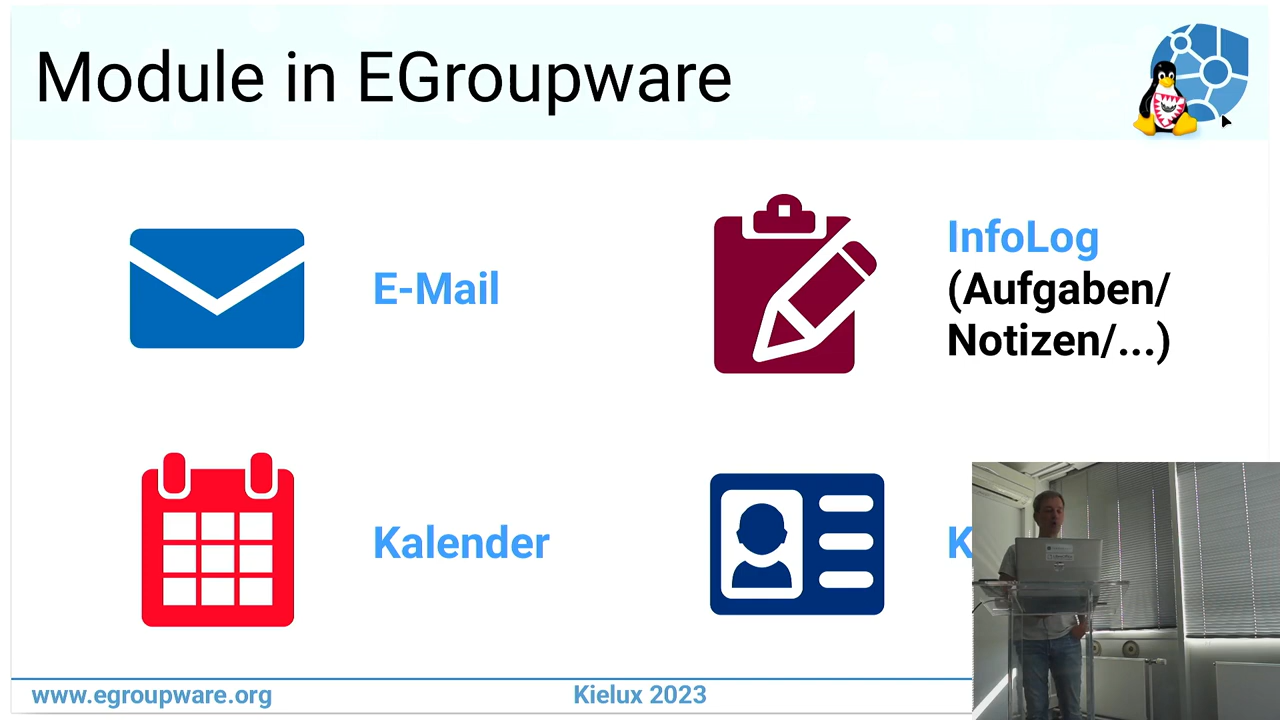 Module in EGroupware
E-Mail
InfoLog
(Aufgaben/
Notizen/...)
Kalender
K
www.egroupware.org
Kielux 2023